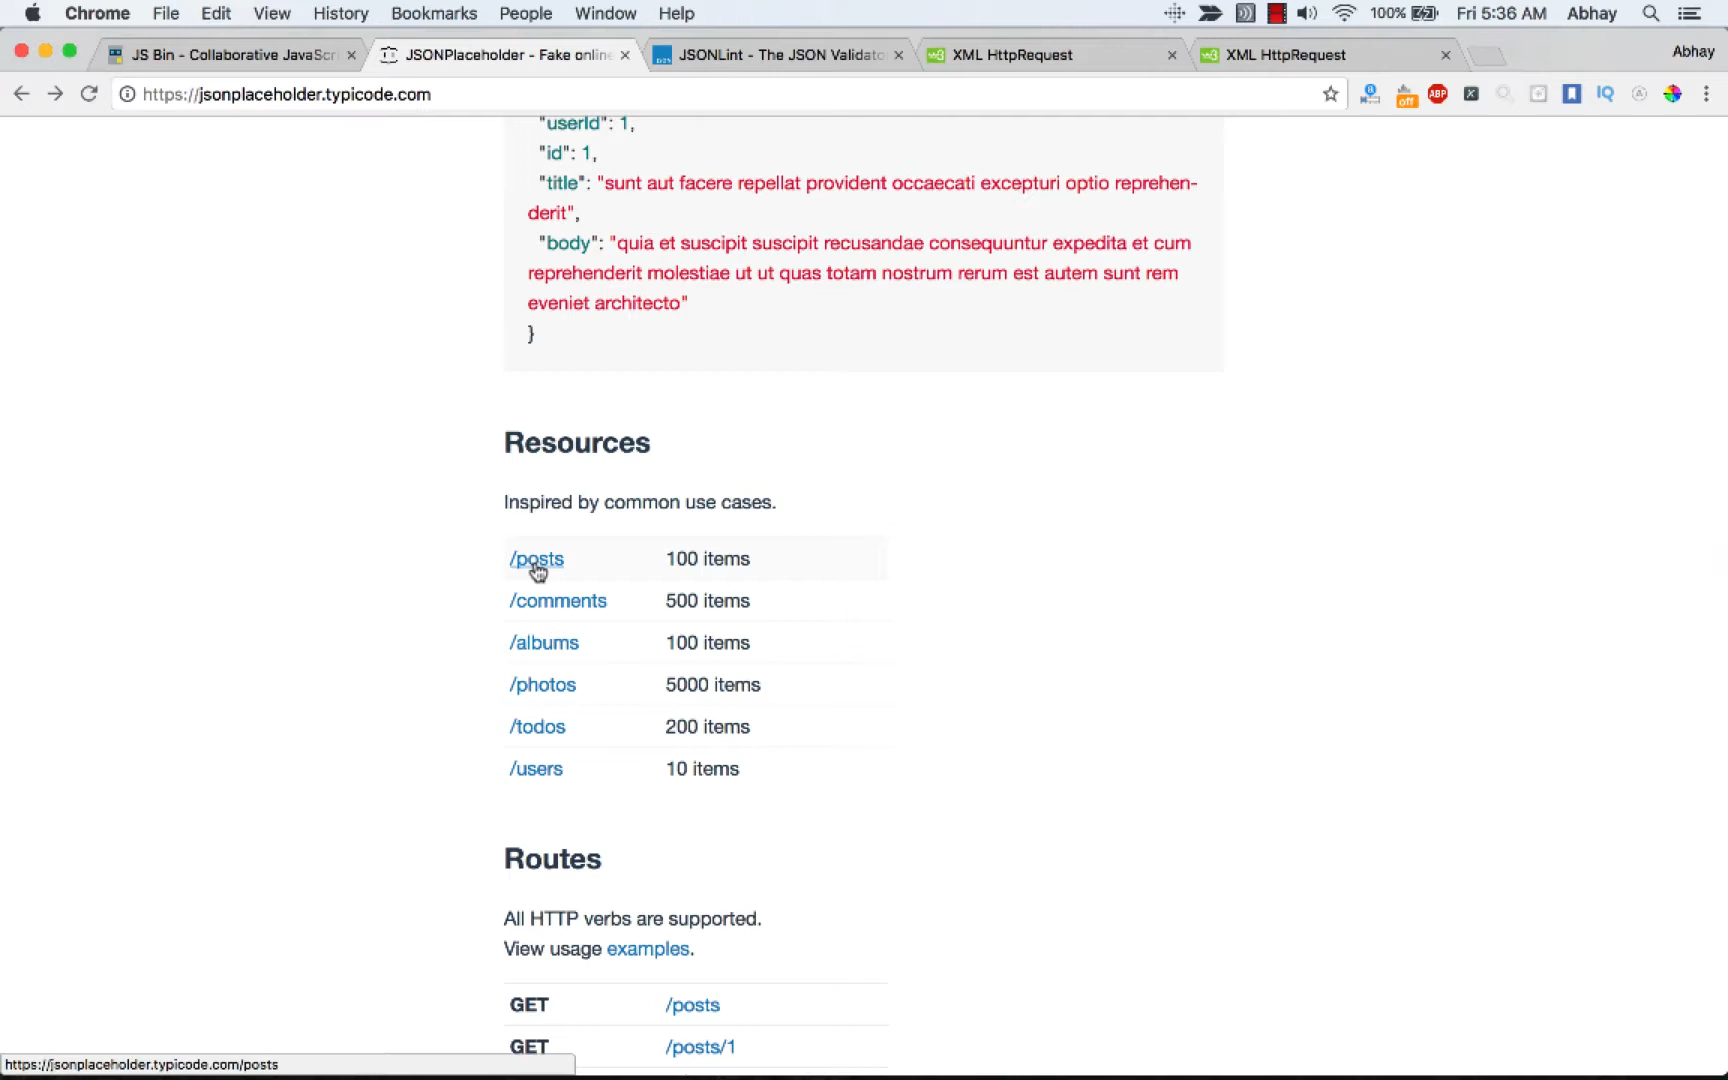 Chrome File Edit View History Bookmarks People Window Help 100% Fri 5:36 AM Abhay
JS Bin - Collaborative JavaScri JSONPlaceholder - Fake online JSONLint - The JSON Validato XML HttpRequest XML HttpRequest Abhay
https://jsonplaceholder.typicode.com off ABP X IQ A
"userId": 1,
"id": 1,
"title": "sunt aut facere repellat provident occaecati excepturi optio reprehen-
derit",
"body": "quia et suscipit suscipit recusandae consequuntur expedita et cum
reprehenderit molestiae ut ut quas totam nostrum rerum est autem sunt rem
eveniet architecto"
}
Resources
Inspired by common use cases.
/posts 100 items
/comments 500 items
/albums 100 items
/photos 5000 items
/todos 200 items
/users 10 items
Routes
All HTTP verbs are supported.
View usage examples.
GET /posts
GET /posts/1
https://jsonplaceholder.typicode.com/posts